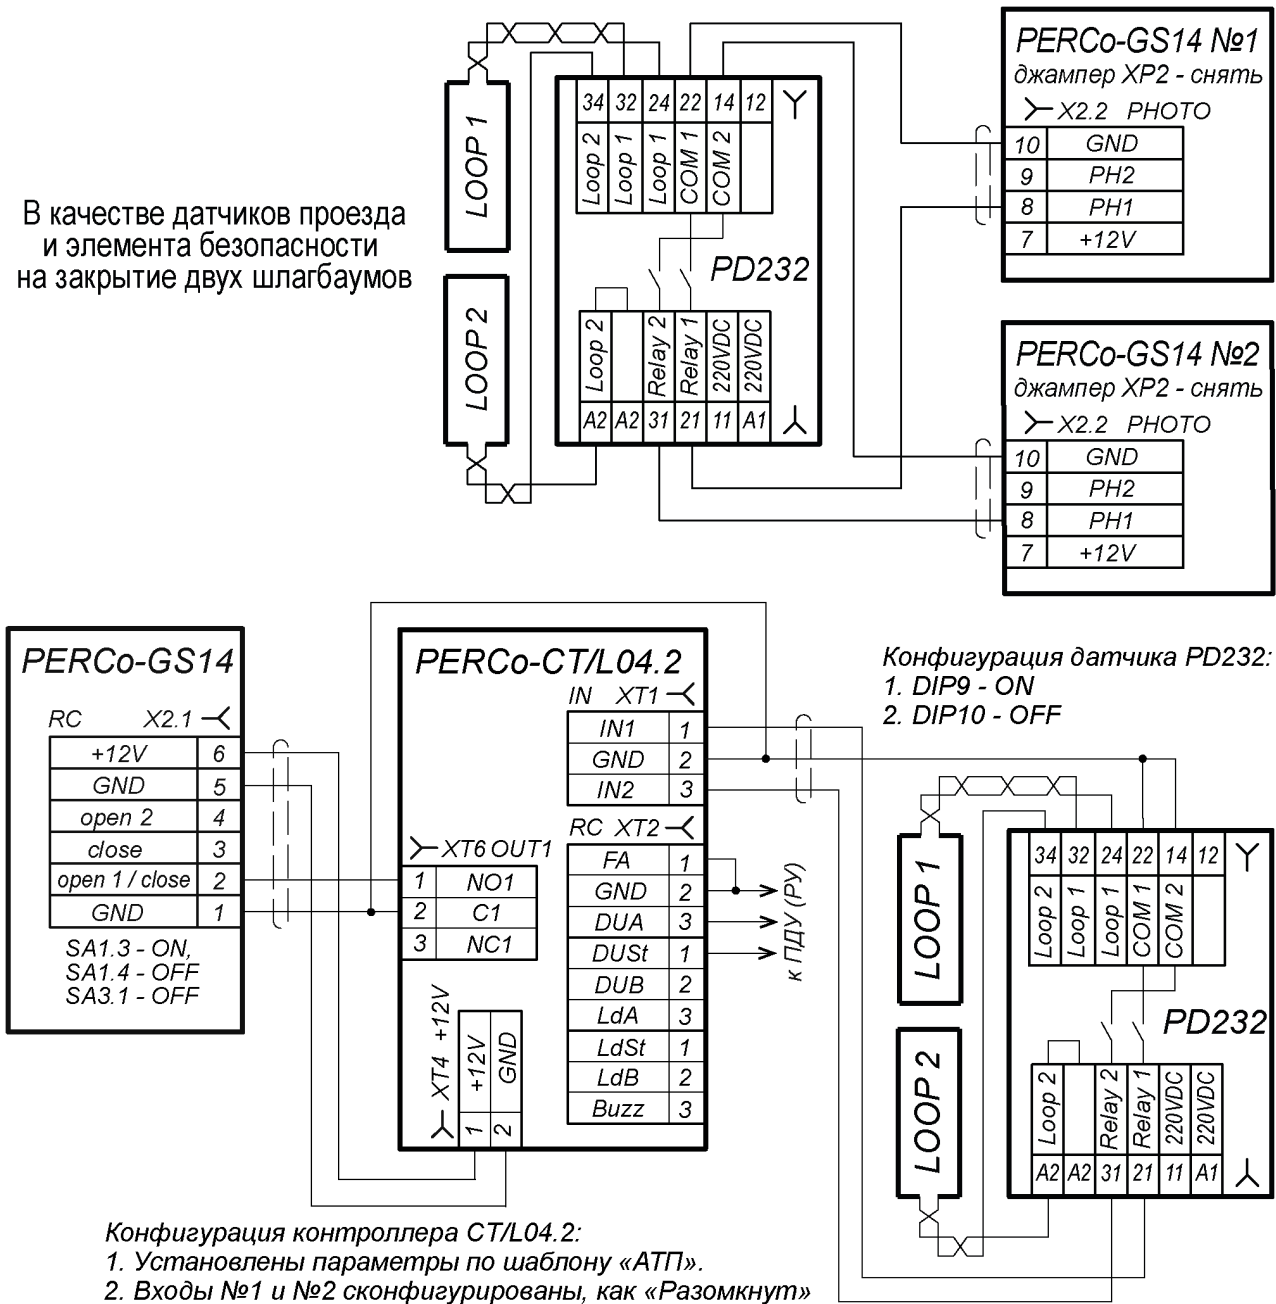 В качестве датчиков проезда
и элемента безопасности
на закрытие двух шлагбаумов
LOOP 1
LOOP 2
34 32 24 22 14 12
Loop 2 Loop 1 Loop 1 COM 1 COM 2
PD232
Loop 2 Relay 2 Relay 1 220VDC 220VDC
A2 A2 31 21 11 A1
PERCo-GS14 №1
джампер XP2 - снять
X2.2 PHOTO
10 GND
9 PH2
8 PH1
7 +12V
PERCo-GS14 №2
джампер XP2 - снять
X2.2 PHOTO
10 GND
9 PH2
8 PH1
7 +12V
PERCo-GS14
RC X2.1
+12V 6
GND 5
open 2 4
close 3
open 1 / close 2
GND 1
SA1.3 - ON,
SA1.4 - OFF
SA3.1 - OFF
PERCo-CT/L04.2
IN XT1
IN1 1
GND 2
IN2 3
RC XT2
FA 1
GND 2
DUA 3
DUSt 1
DUB 2
LdA 3
LdSt 1
LdB 2
Buzz 3
XT6 OUT1
1 NO1
2 C1
3 NC1
XT4 +12V
+12V GND
1 2
к ПДУ (РУ)
Конфигурация датчика PD232:
1. DIP9 - ON
2. DIP10 - OFF
LOOP 1
LOOP 2
34 32 24 22 14 12
Loop 2 Loop 1 Loop 1 COM 1 COM 2
PD232
Loop 2 Relay 2 Relay 1 220VDC 220VDC
A2 A2 31 21 11 A1
Конфигурация контроллера CT/L04.2:
1. Установлены параметры по шаблону «АТП».
2. Входы №1 и №2 сконфигурированы, как «Разомкнут»